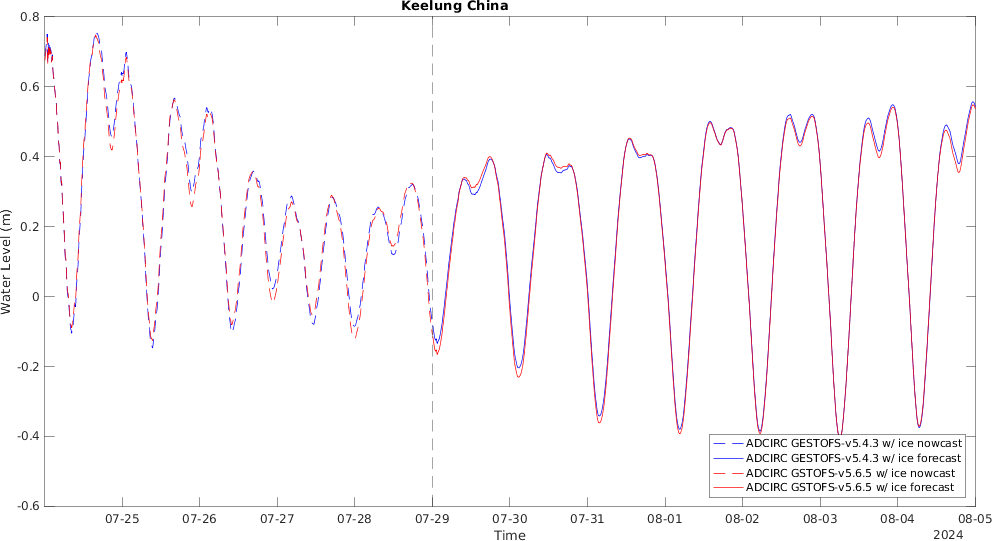 Keelung China
Water Level (m)
0.8
0.6
0.4
0.2
0
-0.2
-0.4
-0.6
ADCIRC GESTOFS-v5.4.3 w/ ice nowcast
ADCIRC GESTOFS-v5.4.3 w/ ice forecast
ADCIRC GSTOFS-v5.6.5 w/ ice nowcast
ADCIRC GSTOFS-v5.6.5 w/ ice forecast
07-25 07-26 07-27 07-28 07-29 07-30 07-31 08-01 08-02 08-03 08-04 08-05
Time
2024